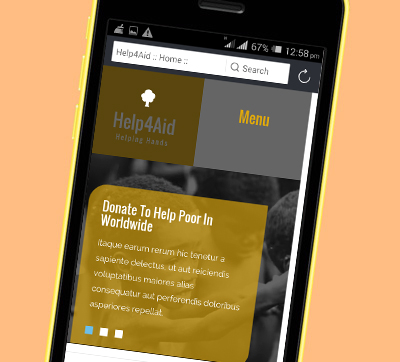 67% 12:58 pm
Help4Aid :: Home ::
Search
Help4Aid
Helping Hands
Menu
Donate To Help Poor In
Worldwide
Itaque earum rerum hic tenetur a
sapiente delectus, ut aut reiciendis
voluptatibus maiores alias
consequatur aut perferendis doloribus
asperiores repellat.